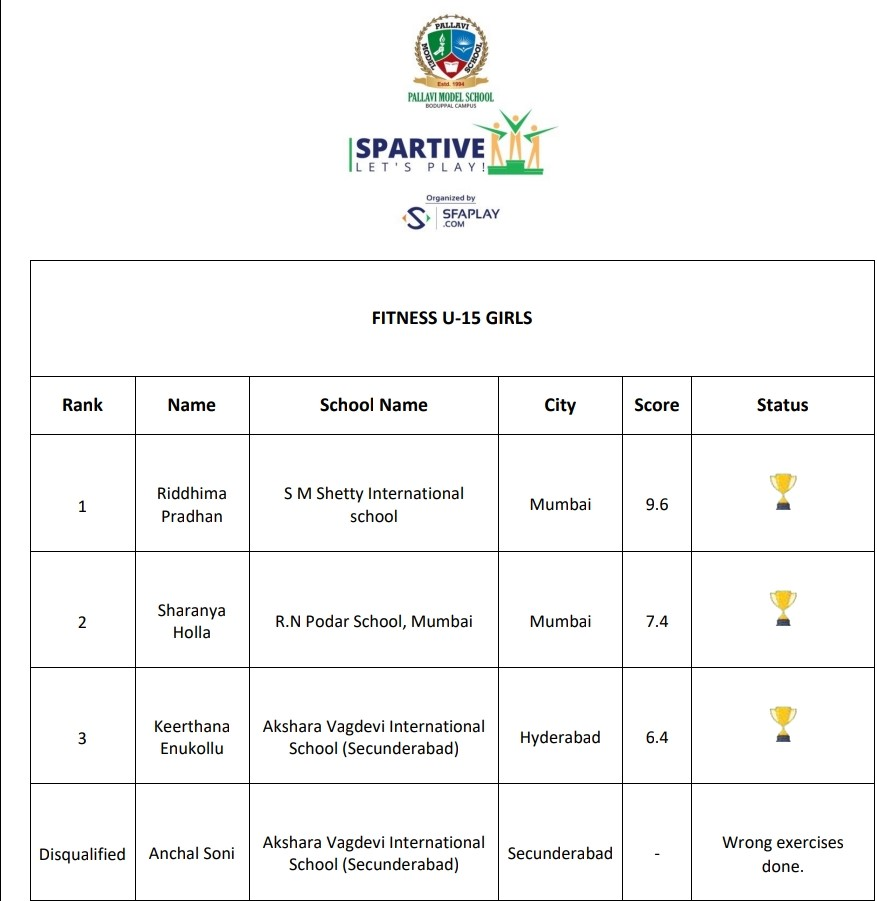 PALLAVI
MODEL SCHOOL
Estd. 1994
PALLAVI MODEL SCHOOL
BODUPPAL CAMPUS
SPARTIVE
LET'S PLAY!
Organized by
SFAPLAY
.COM
FITNESS U-15 GIRLS
Rank Name School Name City Score Status
1 Riddhima Pradhan S M Shetty International school Mumbai 9.6
2 Sharanya Holla R.N Podar School, Mumbai Mumbai 7.4
3 Keerthana Enukollu Akshara Vagdevi International School (Secunderabad) Hyderabad 6.4
Disqualified Anchal Soni Akshara Vagdevi International School (Secunderabad) Secunderabad - Wrong exercises done.